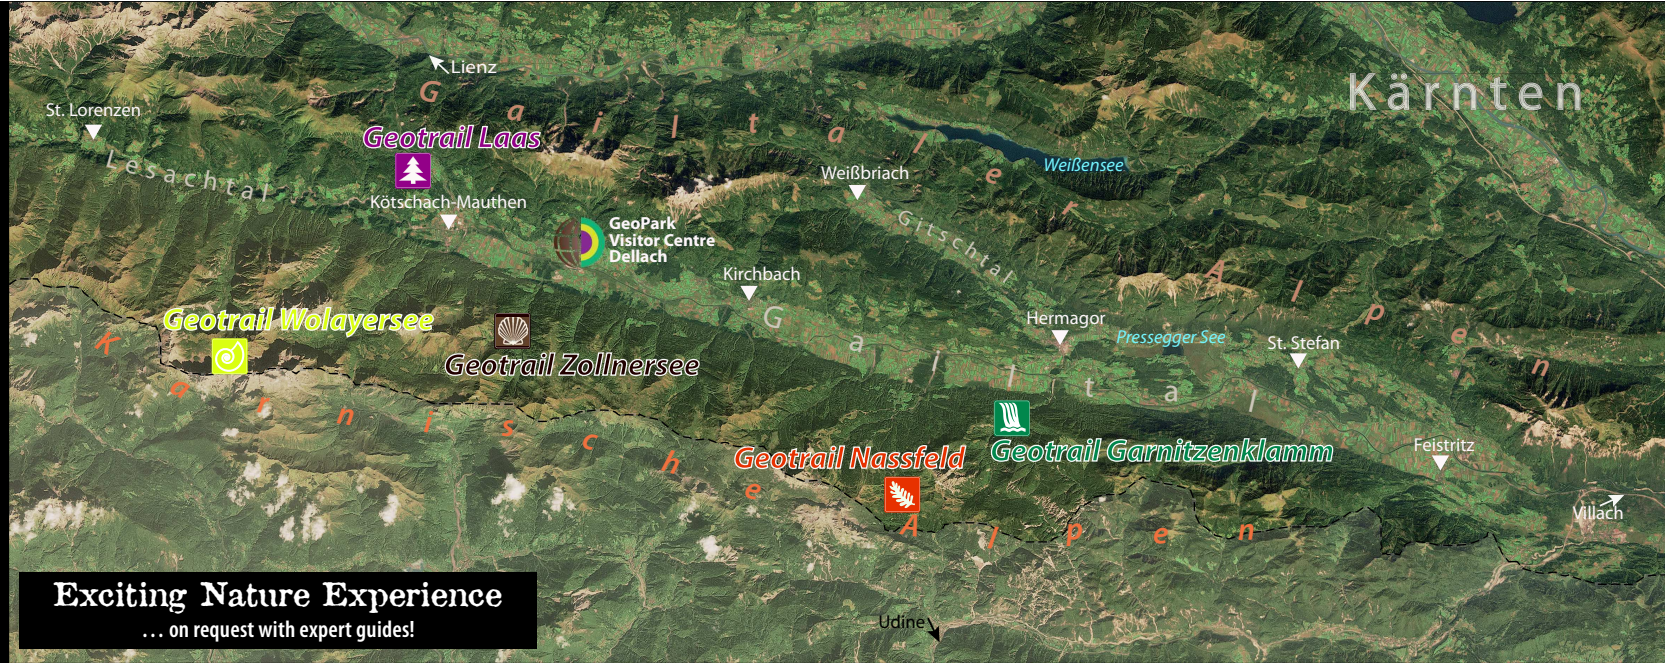 Lienz
Gailtaler Alpen
Kärnten
St. Lorenzen
Geotrail Laas
Lesachtal
Weißensee
Weißbriach
Kötschach-Mauthen
Gitschtal
GeoPark
Visitor Centre
Dellach
Kirchbach
Geotrail Wolayersee
Gailtal
Hermagor
Pressegger See
St. Stefan
Geotrail Zollnersee
Karnische Alpen
Geotrail Nassfeld
Geotrail Garnitzenklamm
Feistritz
Villach
Exciting Nature Experience
... on request with expert guides!
Udine